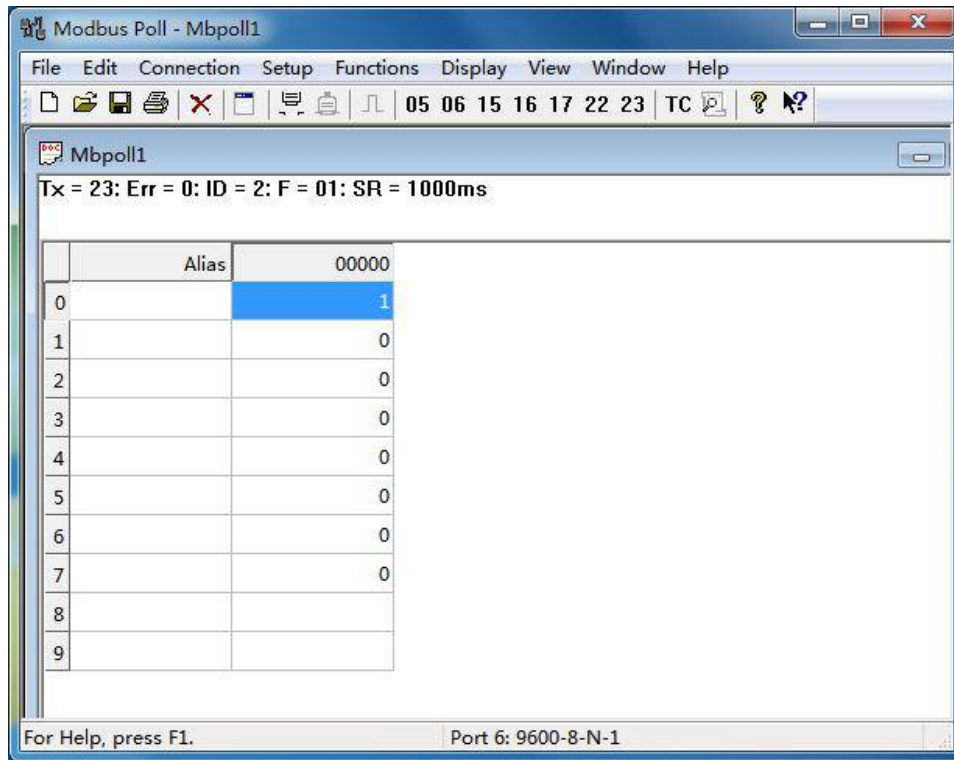 Modbus Poll - Mbpoll1
File Edit Connection Setup Functions Display View Window Help
05 06 15 16 17 22 23 TC
Mbpoll1
Tx = 23: Err = 0: ID = 2: F = 01: SR = 1000ms
Alias 00000
0 1
1 0
2 0
3 0
4 0
5 0
6 0
7 0
8
9
For Help, press F1. Port 6: 9600-8-N-1